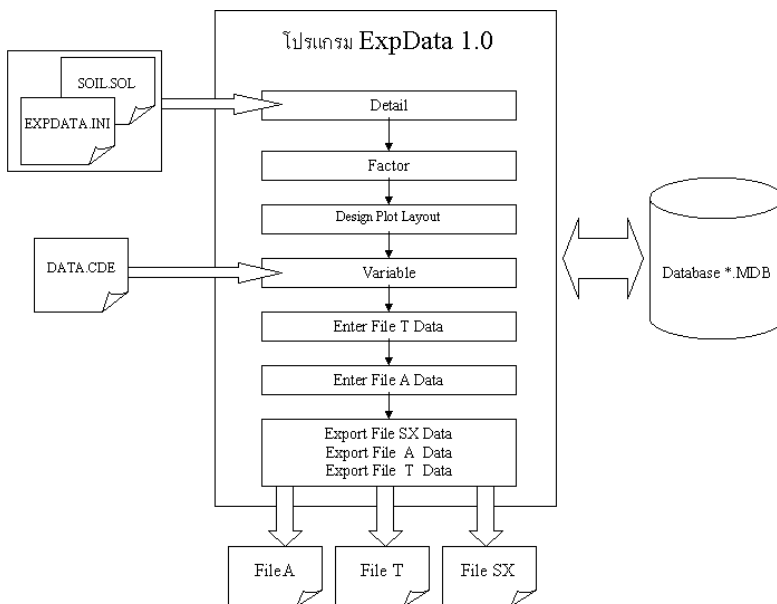 โปรแกรม ExpData 1.0
SOIL.SOL
EXPDATA.INI
Detail
Factor
Design Plot Layout
DATA.CDE
Variable
Database *.MDB
Enter File T Data
Enter File A Data
Export File SX Data
Export File A Data
Export File T Data
File A
File T
File SX